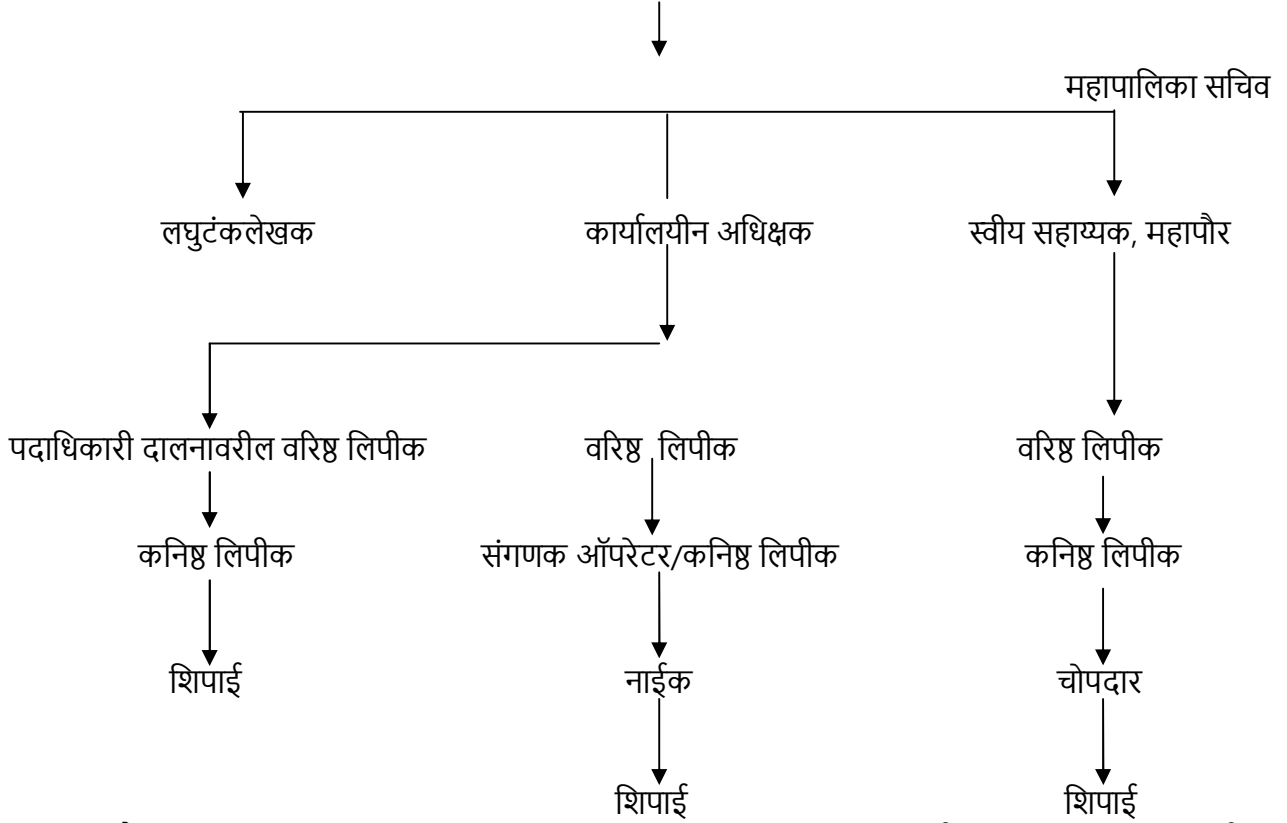 महापालिका सचिव
लघुटंकलेखक कार्यालयीन अधिक्षक स्वीय सहाय्यक, महापौर
पदाधिकारी दालनावरील वरिष्ठ लिपीक वरिष्ठ लिपीक वरिष्ठ लिपीक
कनिष्ठ लिपीक संगणक ऑपरेटर/कनिष्ठ लिपीक कनिष्ठ लिपीक
शिपाई नाईक चोपदार
शिपाई शिपाई